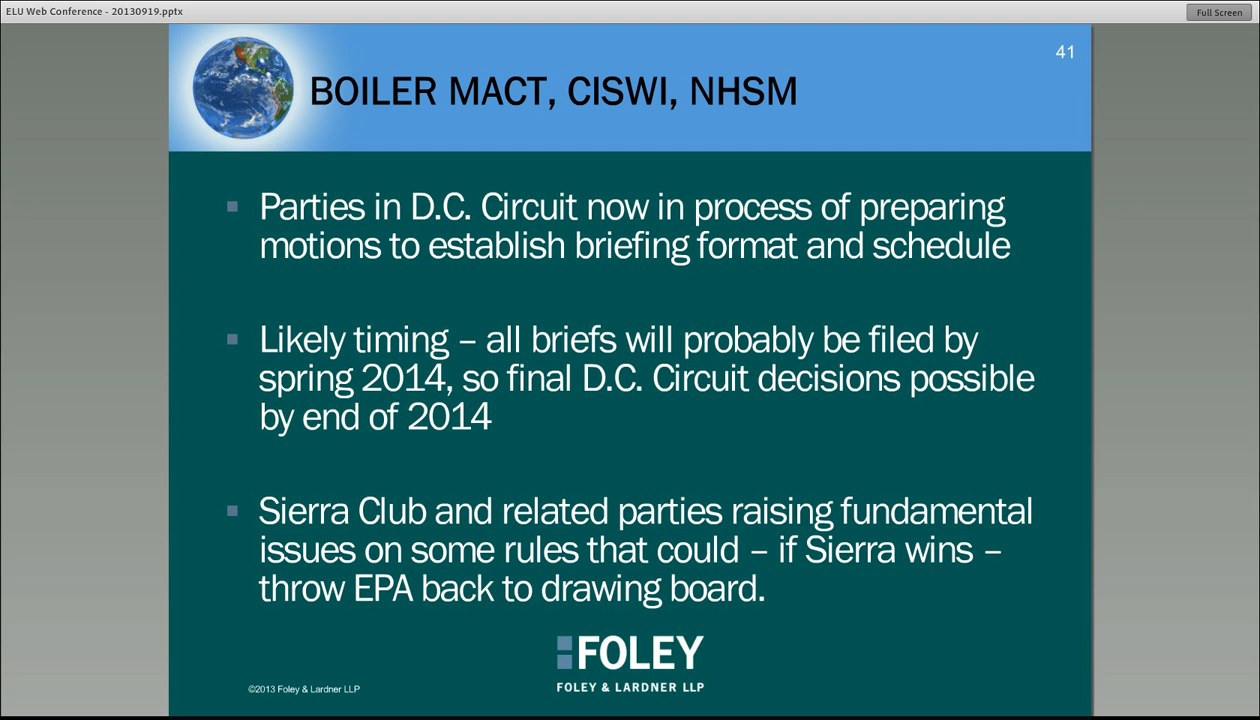 ELU Web Conference - 20130919.pptx
Full Screen
41
BOILER MACT, CISWI, NHSM
Parties in D.C. Circuit now in process of preparing
motions to establish briefing format and schedule
Likely timing – all briefs will probably be filed by
spring 2014, so final D.C. Circuit decisions possible
by end of 2014
Sierra Club and related parties raising fundamental
issues on some rules that could – if Sierra wins –
throw EPA back to drawing board.
FOLEY
FOLEY & LARDNER LLP
©2013 Foley & Lardner LLP